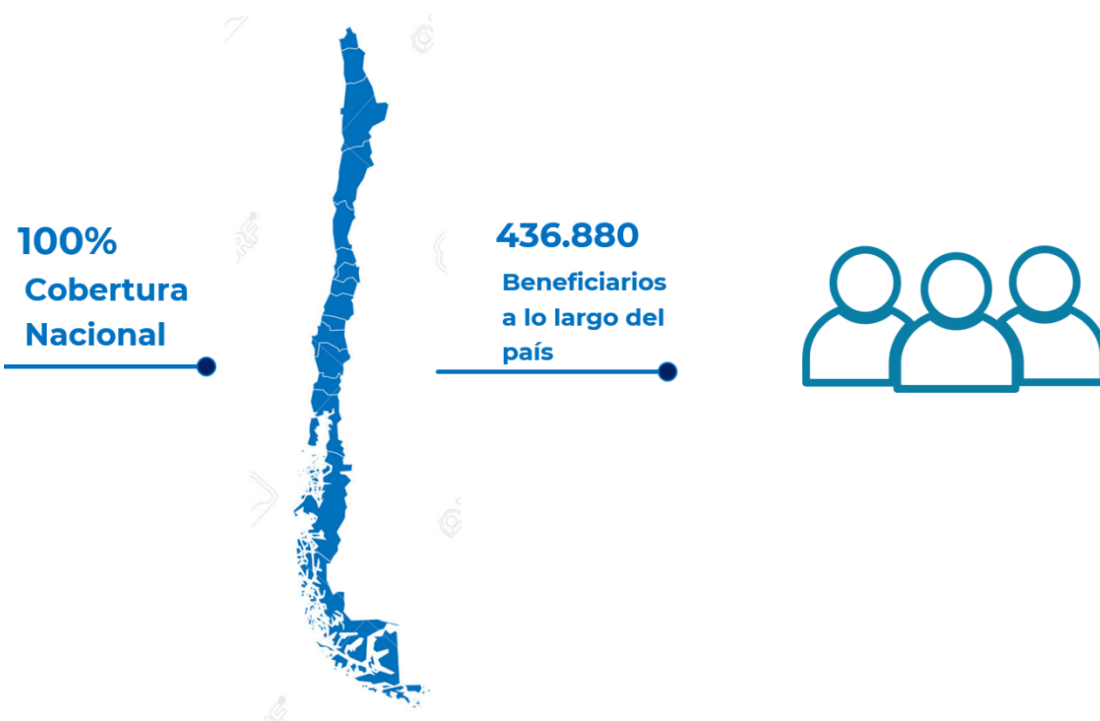 100%
Cobertura
Nacional
436.880
Beneficiarios
a lo largo del
país